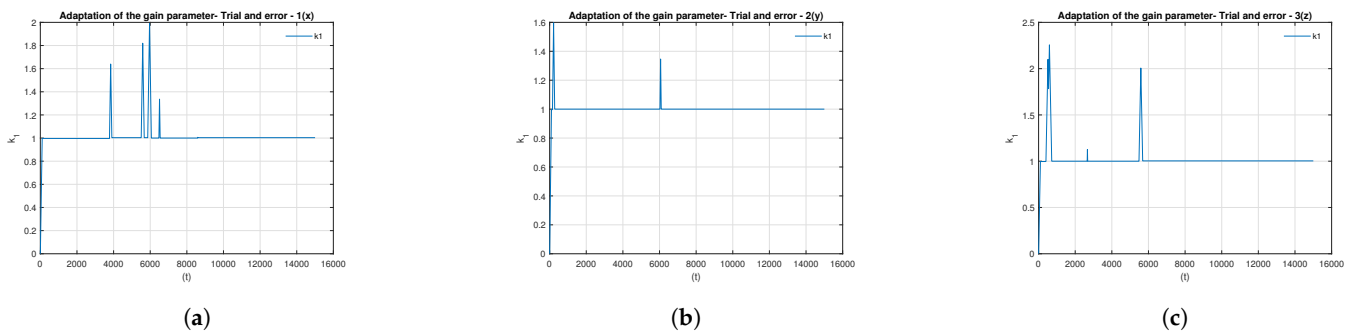 Adaptation of the gain parameter- Trial and error - 1(x)
k1
2
1.8
1.6
1.4
1.2
1
0.8
0.6
0.4
0.2
0
k1
0 2000 4000 6000 8000 10000 12000 14000 16000
(t)
(a)
Adaptation of the gain parameter- Trial and error - 2(y)
k1
1.6
1.4
1.2
1
0.8
0.6
0.4
0.2
0
k1
0 2000 4000 6000 8000 10000 12000 14000 16000
(t)
(b)
Adaptation of the gain parameter- Trial and error - 3(z)
k1
2.5
2
1.5
1
0.5
0
k1
0 2000 4000 6000 8000 10000 12000 14000 16000
(t)
(c)